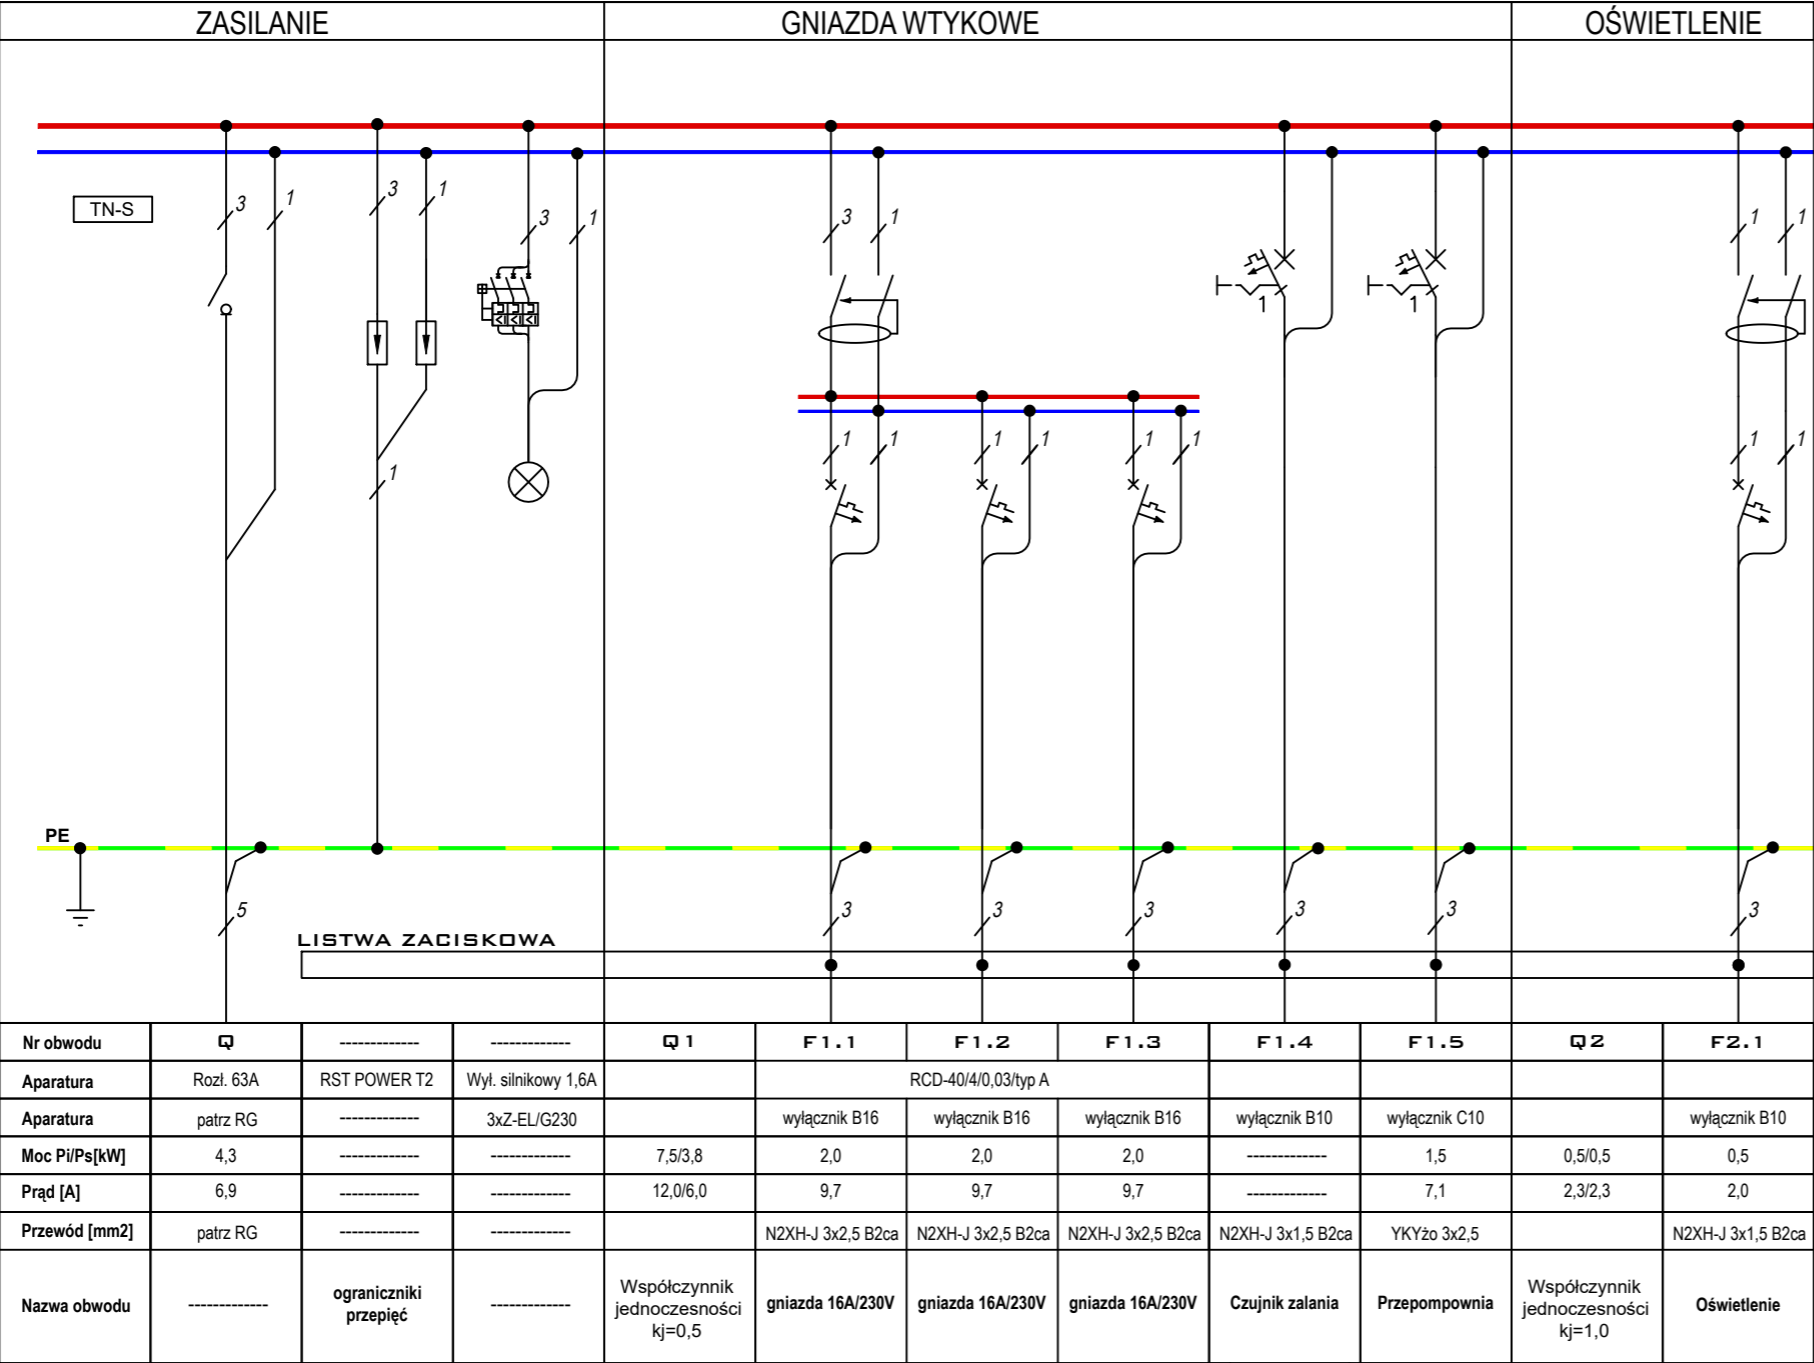 ZASILANIE GNIAZDA WTYKOWE OŚWIETLENIE
TN-S
3 1 3 1 3 1 3 1 1 1
1 1
1 1 1 1 1 1 1 1
1
PE
5 3 3 3 3 3 3
LISTWA ZACISKOWA
Nr obwodu Q ------------- ------------- Q1 F1.1 F1.2 F1.3 F1.4 F1.5 Q2 F2.1
Aparatura Rozł. 63A RST POWER T2 Wył. silnikowy 1,6A RCD-40/4/0,03/typ A
Aparatura patrz RG ------------- 3xZ-EL/G230 wyłącznik B16 wyłącznik B16 wyłącznik B16 wyłącznik B10 wyłącznik C10 wyłącznik B10
Moc Pi/Ps[kW] 4,3 ------------- ------------- 7,5/3,8 2,0 2,0 2,0 ------------- 1,5 0,5/0,5 0,5
Prąd [A] 6,9 ------------- ------------- 12,0/6,0 9,7 9,7 9,7 ------------- 7,1 2,3/2,3 2,0
Przewód [mm2] patrz RG ------------- ------------- N2XH-J 3x2,5 B2ca N2XH-J 3x2,5 B2ca N2XH-J 3x2,5 B2ca N2XH-J 3x1,5 B2ca YKYżo 3x2,5 N2XH-J 3x1,5 B2ca
Nazwa obwodu
-------------
ograniczniki
przepięć
-------------
Współczynnik
jednoczesności
kj=0,5
gniazda 16A/230V
gniazda 16A/230V
gniazda 16A/230V
Czujnik zalania
Przepompownia
Współczynnik
jednoczesności
kj=1,0
Oświetlenie